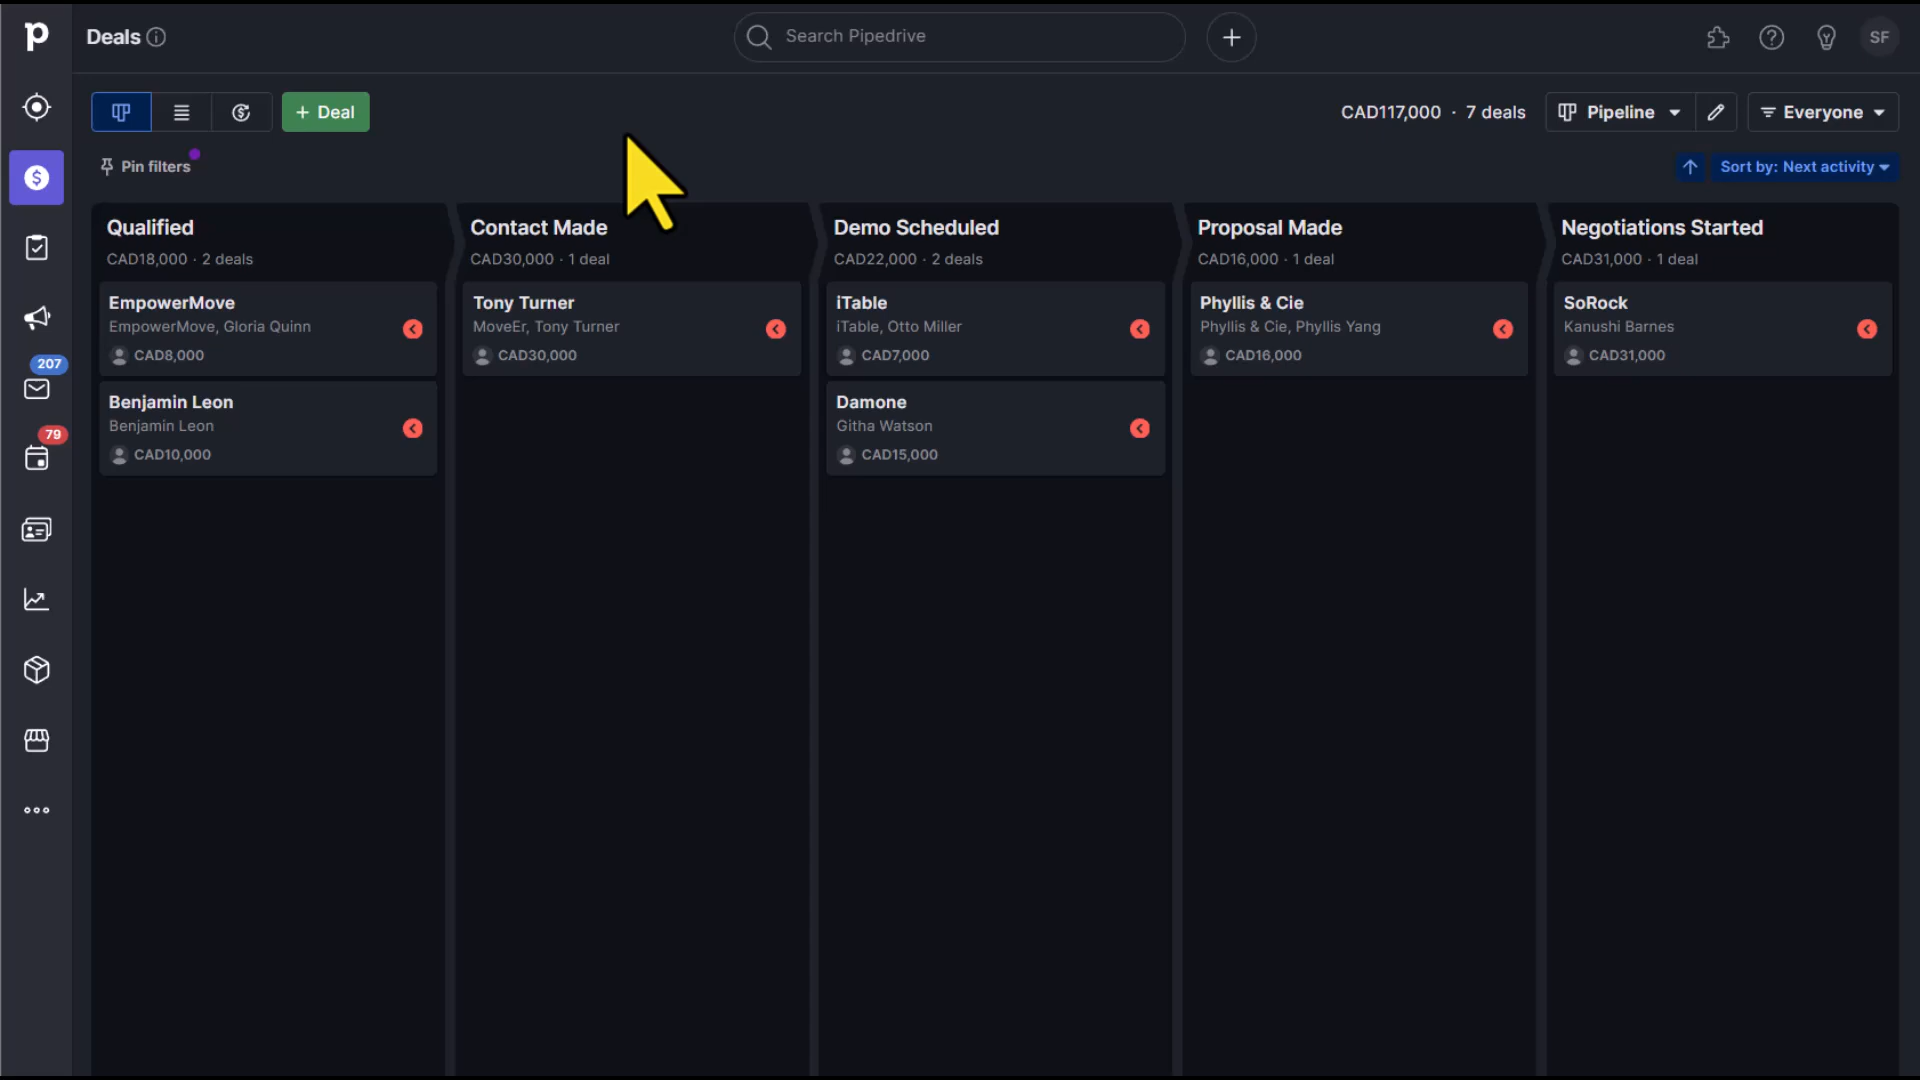 p
Deals
Search Pipedrive
SF
+ Deal
CAD117,000 · 7 deals
Pipeline
Everyone
Pin filters
Sort by: Next activity
207
79
Qualified
CAD18,000 · 2 deals
EmpowerMove
EmpowerMove, Gloria Quinn
CAD8,000
Benjamin Leon
Benjamin Leon
CAD10,000
Contact Made
CAD30,000 · 1 deal
Tony Turner
MoveEr, Tony Turner
CAD30,000
Demo Scheduled
CAD22,000 · 2 deals
iTable
iTable, Otto Miller
CAD7,000
Damone
Githa Watson
CAD15,000
Proposal Made
CAD16,000 · 1 deal
Phyllis & Cie
Phyllis & Cie, Phyllis Yang
CAD16,000
Negotiations Started
CAD31,000 · 1 deal
SoRock
Kanushi Barnes
CAD31,000